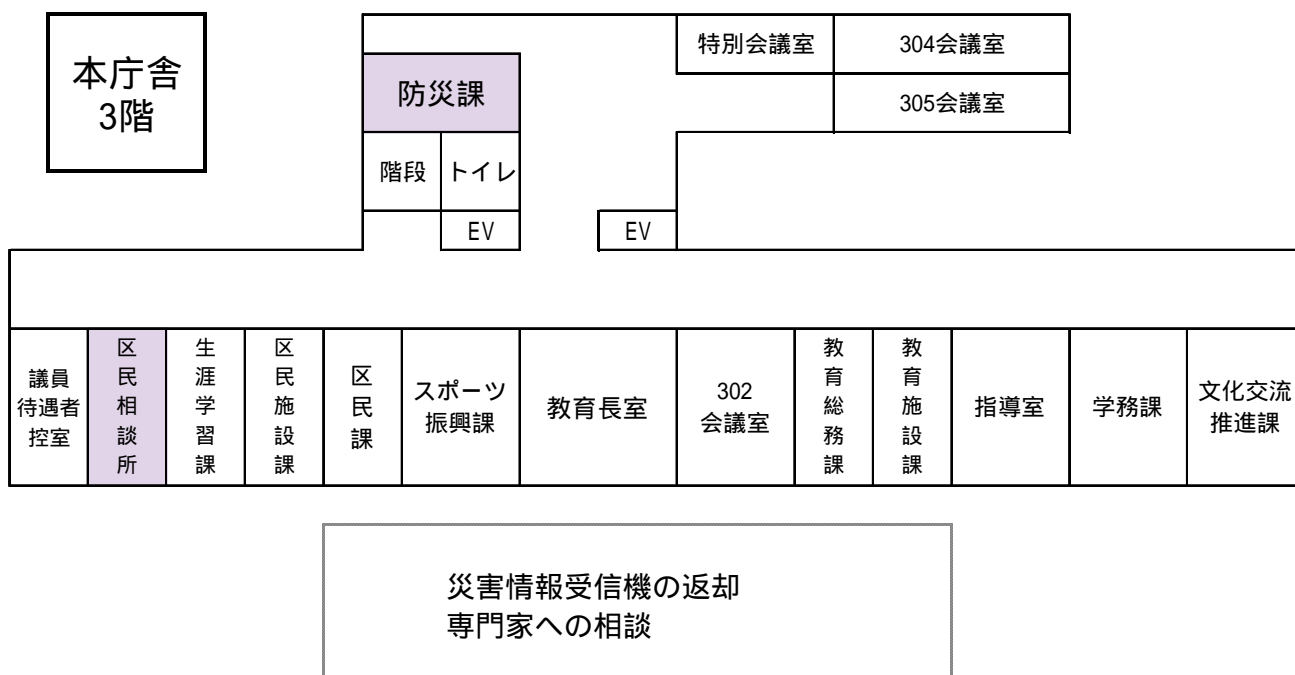 本庁舎
3階
特別会議室
304会議室
305会議室
防災課
階段
トイレ
EV
EV
議員
待遇者
控室
区民相談所
生涯学習課
区民施設課
区民課
スポーツ
振興課
教育長室
302
会議室
教育総務課
教育施設課
指導室
学務課
文化交流
推進課
災害情報受信機の返却
専門家への相談